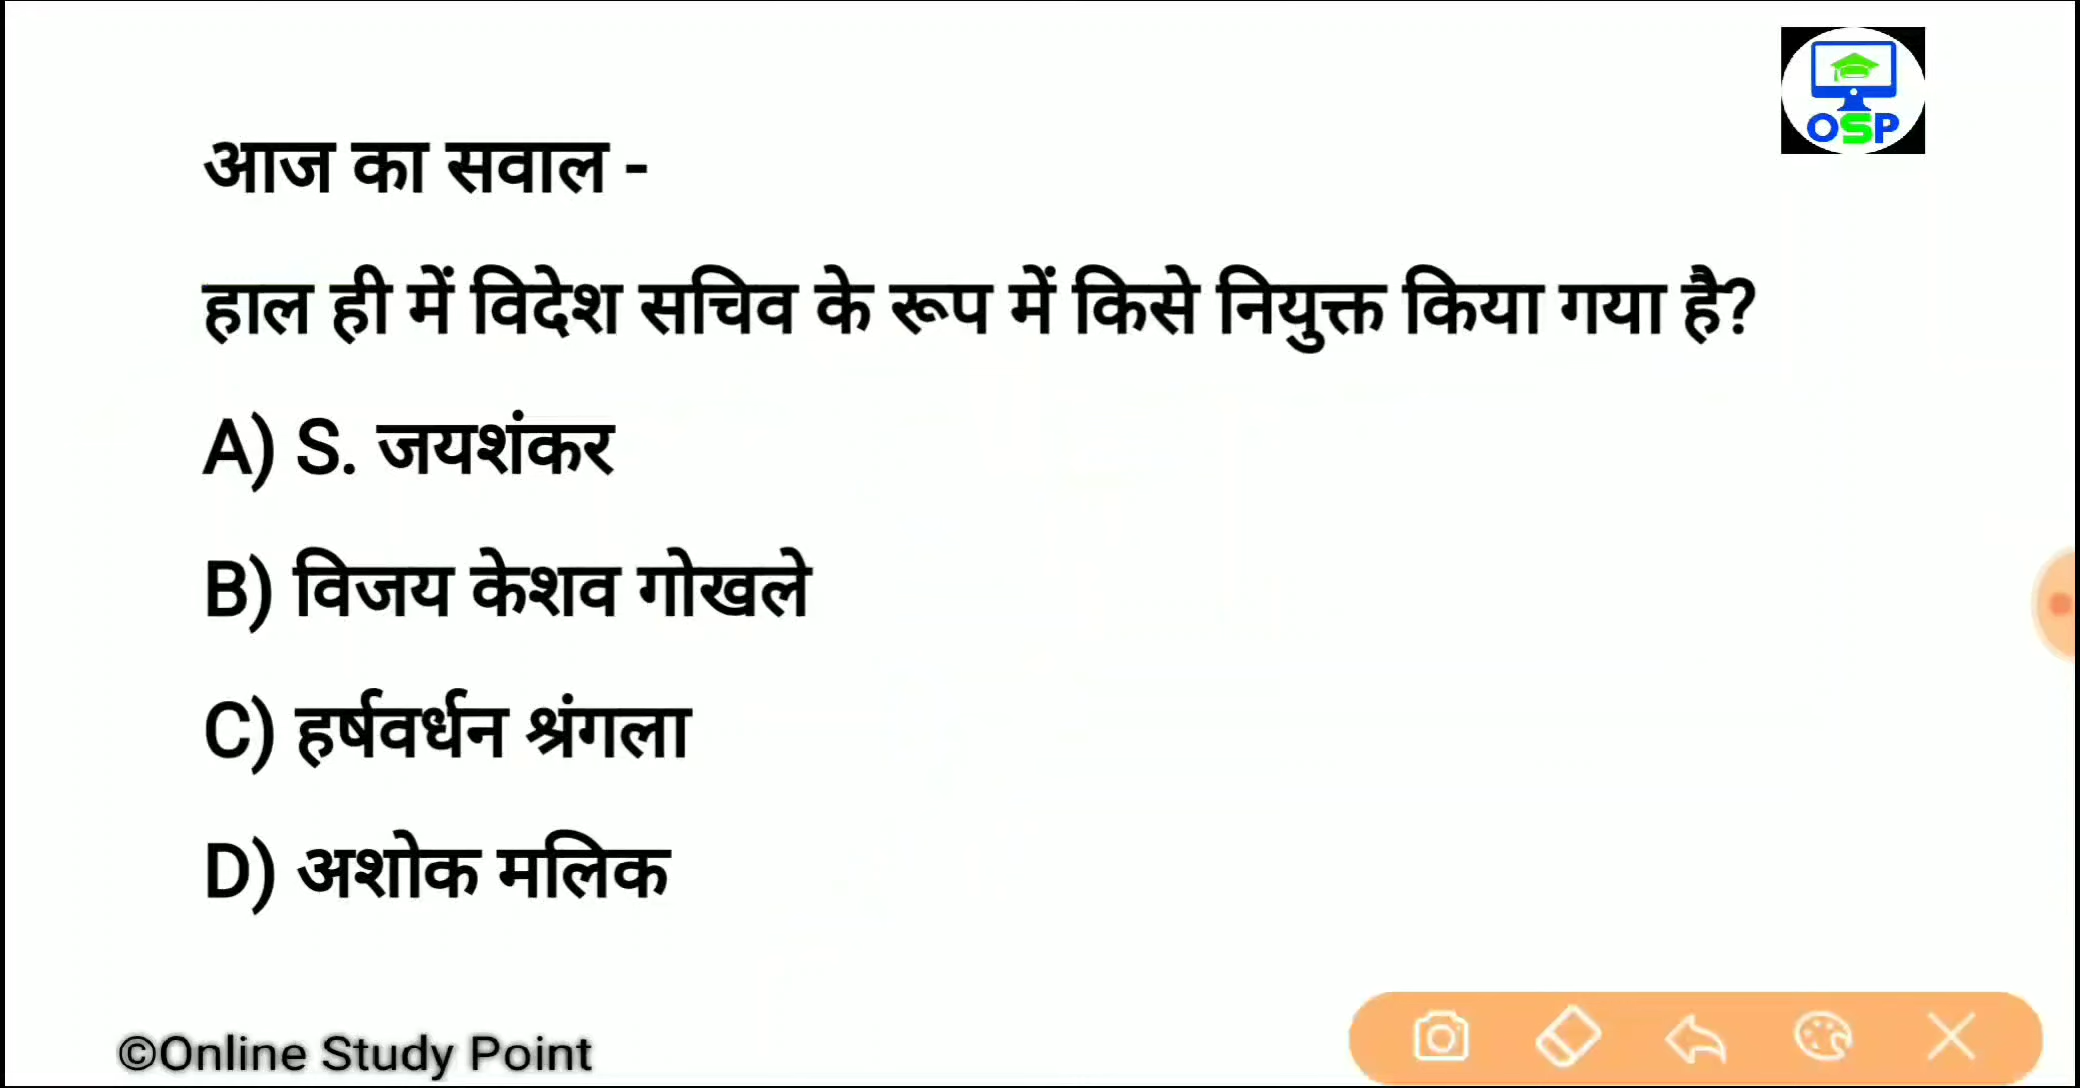 OSP
आज का सवाल -
हाल ही में विदेश सचिव के रूप में किसे नियुक्त किया गया है?
A) S. जयशंकर
B) विजय केशव गोखले
C) हर्षवर्धन श्रंगला
D) अशोक मलिक
©Online Study Point